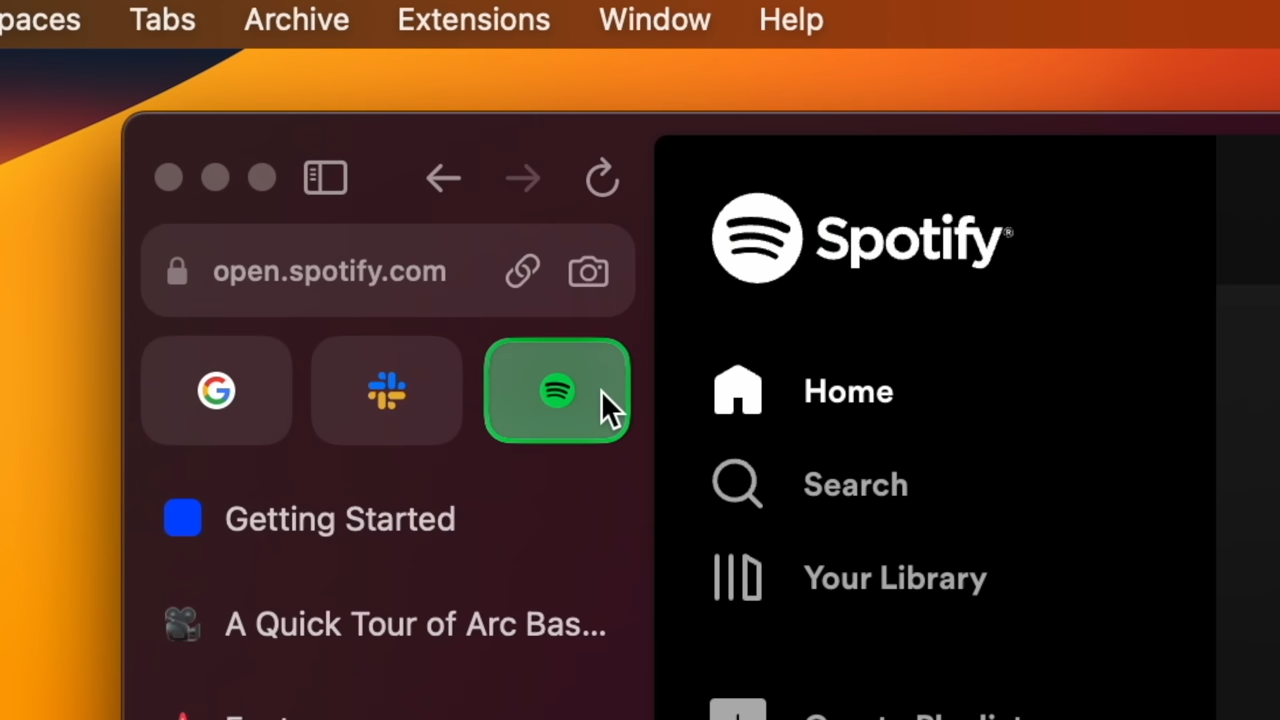 paces Tabs Archive Extensions Window Help
open.spotify.com
Spotify®
Home
Search
Your Library
Getting Started
A Quick Tour of Arc Bas...